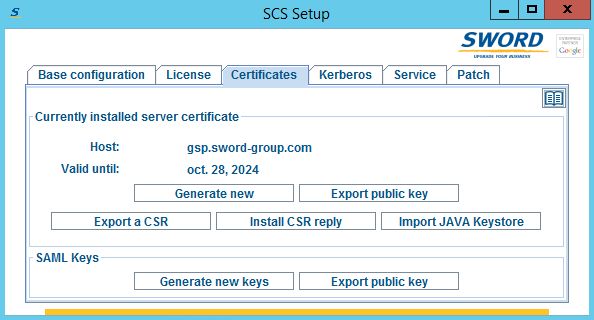 S
SCS Setup
SWORD
UPGRADE YOUR BUSINESS
ENTERPRISE
PARTNER
Google
Base configuration
License
Certificates
Kerberos
Service
Patch
Currently installed server certificate
Host: gsp.sword-group.com
Valid until: oct. 28, 2024
Generate new
Export public key
Export a CSR
Install CSR reply
Import JAVA Keystore
SAML Keys
Generate new keys
Export public key